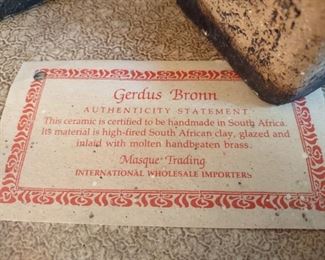 Gerdus Bronn
AUTHENTICITY STATEMENT
This ceramic is certified to be handmade in South Africa.
Its material is high-fired South African clay, glazed and
inlaid with molten handbeaten brass.
Masque Trading
INTERNATIONAL WHOLESALE IMPORTERS